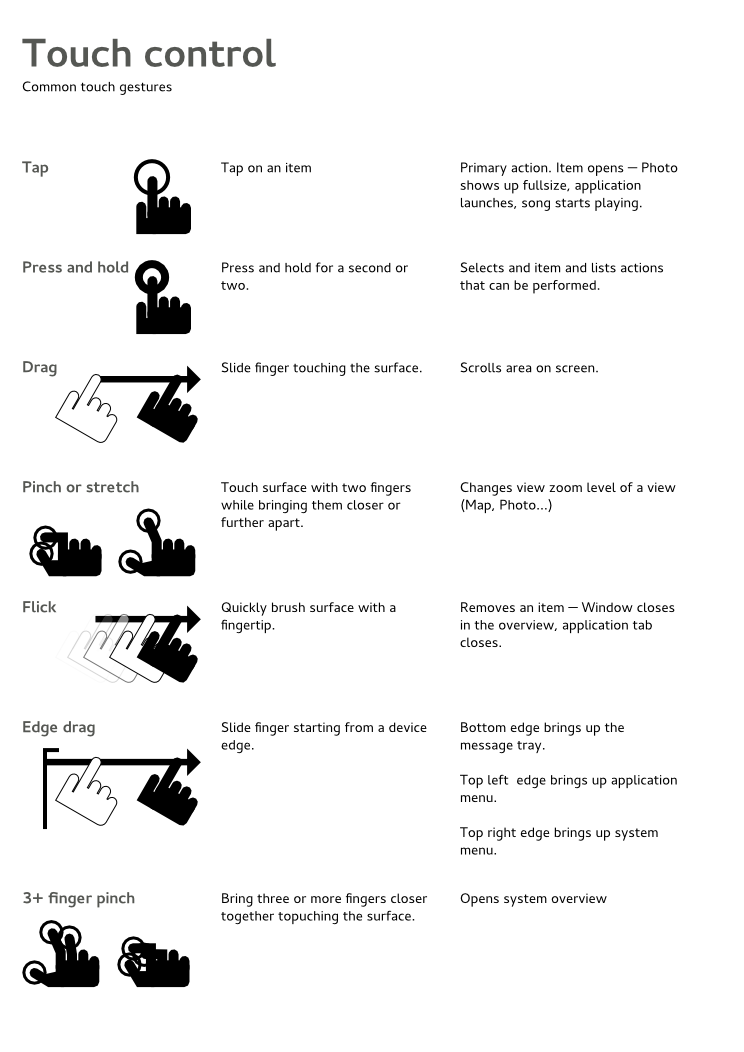 Touch control
Common touch gestures
Tap
Tap on an item
Primary action. Item opens — Photo
shows up fullsize, application
launches, song starts playing.
Press and hold
Press and hold for a second or
two.
Selects and item and lists actions
that can be performed.
Drag
Slide finger touching the surface.
Scrolls area on screen.
Pinch or stretch
Touch surface with two fingers
while bringing them closer or
further apart.
Changes view zoom level of a view
(Map, Photo...)
Flick
Quickly brush surface with a
fingertip.
Removes an item — Window closes
in the overview, application tab
closes.
Edge drag
Slide finger starting from a device
edge.
Bottom edge brings up the
message tray.
Top left  edge brings up application
menu.
Top right edge brings up system
menu.
3+ finger pinch
Bring three or more fingers closer
together topuching the surface.
Opens system overview